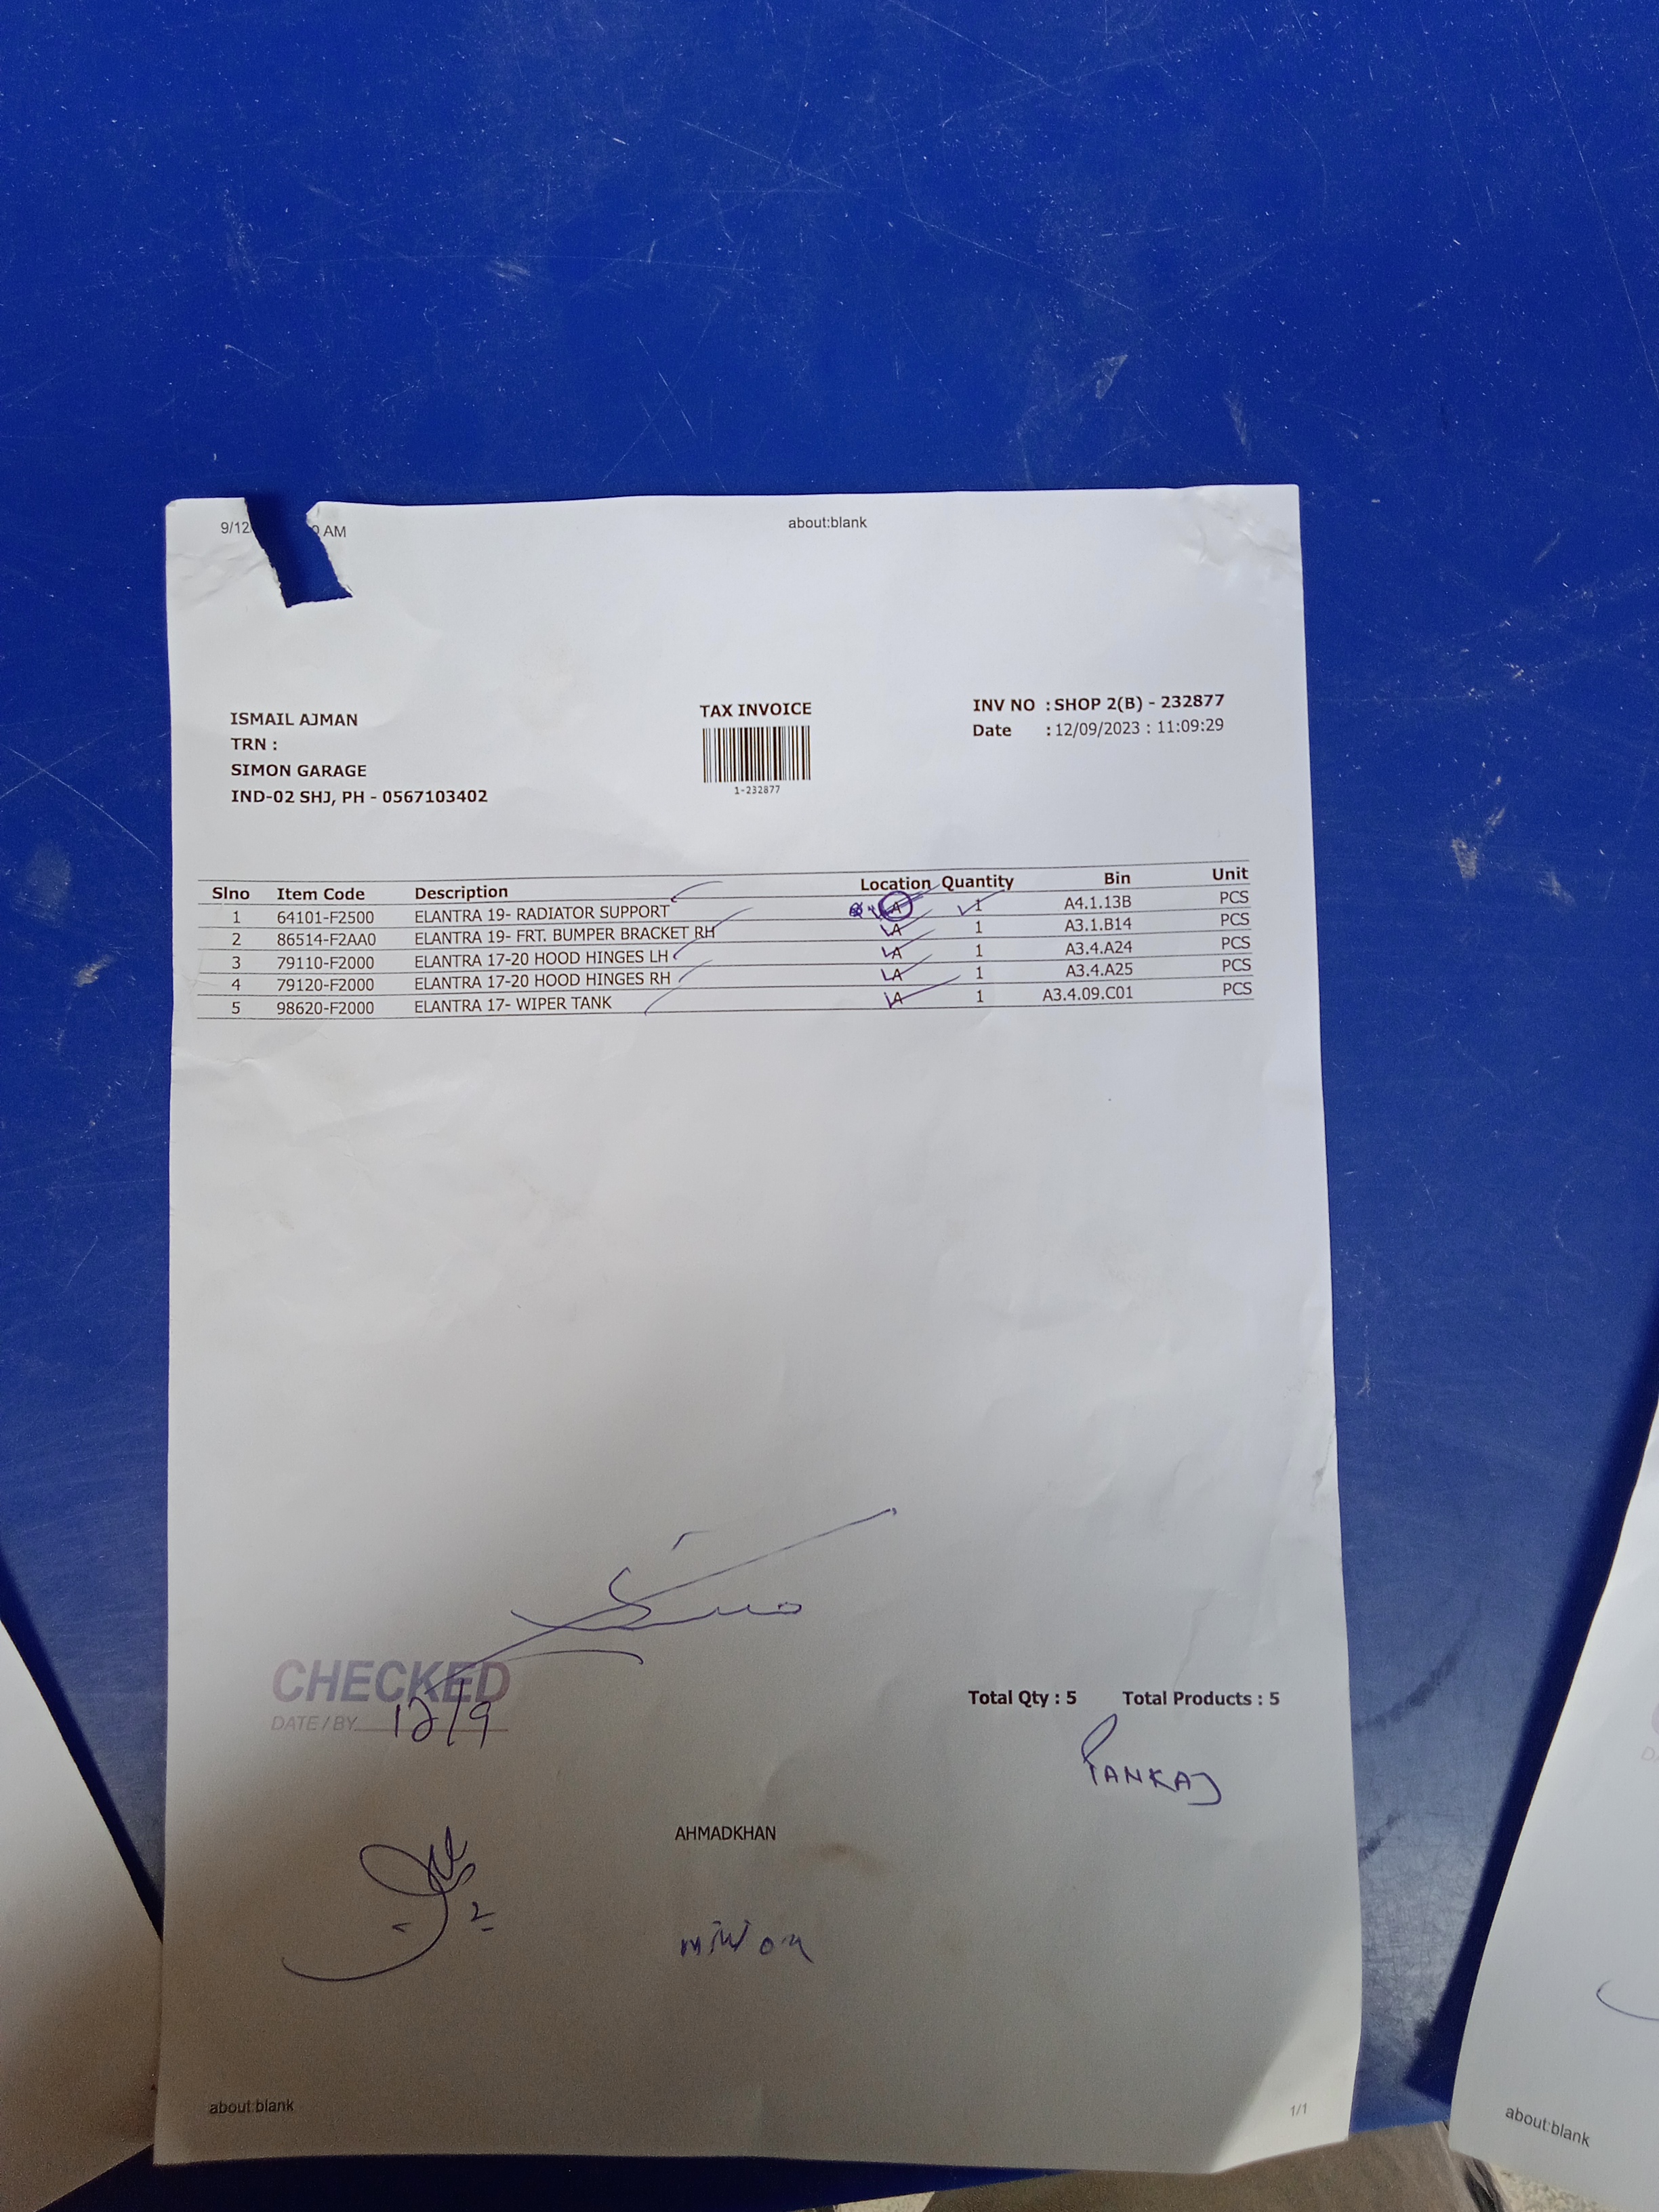 9/12 AM about:blank
ISMAIL AJMAN
TRN :
SIMON GARAGE
IND-02 SHJ, PH - 0567103402
TAX INVOICE
1-232877
INV NO : SHOP 2(B) - 232877
Date : 12/09/2023 : 11:09:29
Slno Item Code Description Location Quantity Bin Unit
1 64101-F2500 ELANTRA 19- RADIATOR SUPPORT A 1 A4.1.13B PCS
2 86514-F2AA0 ELANTRA 19- FRT. BUMPER BRACKET RH A 1 A3.1.B14 PCS
3 79110-F2000 ELANTRA 17-20 HOOD HINGES LH A 1 A3.4.A24 PCS
4 79120-F2000 ELANTRA 17-20 HOOD HINGES RH A 1 A3.4.A25 PCS
5 98620-F2000 ELANTRA 17- WIPER TANK A 1 A3.4.09.C01 PCS
CHECKED
DATE / BY 12/9
Total Qty : 5 Total Products : 5
PANKAJ
AHMADKHAN
about:blank 1/1
about:blank